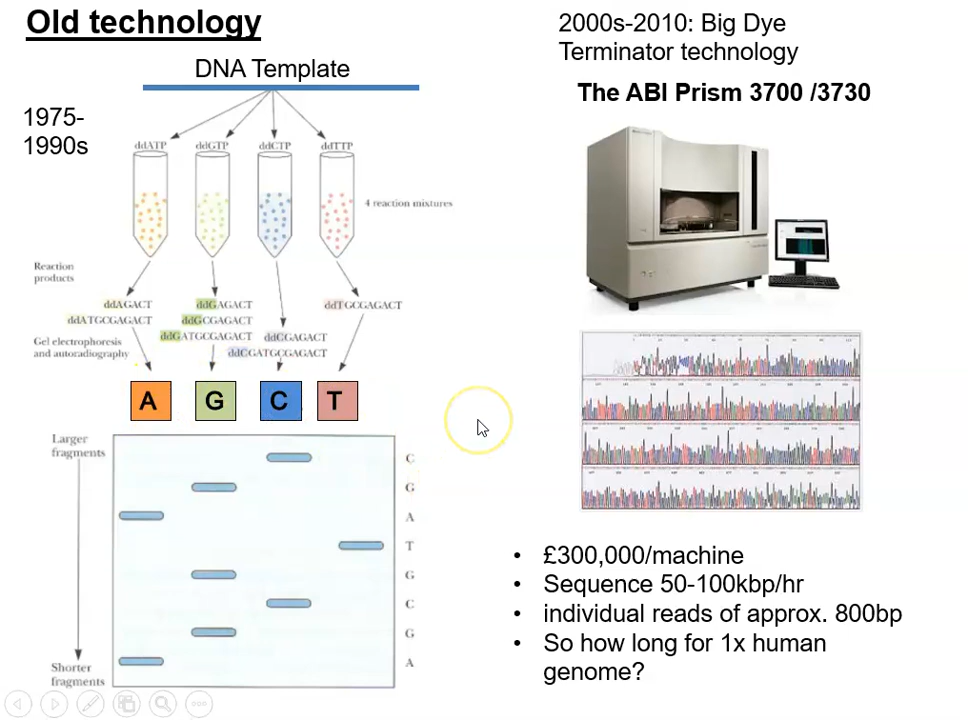 Old technology
DNA Template
1975-
1990s
ddATP
ddGTP
ddCTP
ddTTP
4 reaction mixtures
Reaction
products
ddAGACT
ddATGCGAGACT
ddGAGACT
ddGCGAGACT
ddGATGCGAGACT
ddCGAGACT
ddCGATGCGAGACT
ddTGCGAGACT
Gel electrophoresis
and autoradiography
A
G
C
T
Larger
fragments
C
G
A
T
G
C
G
A
Shorter
fragments
2000s-2010: Big Dye
Terminator technology
The ABI Prism 3700 /3730
• £300,000/machine
• Sequence 50-100kbp/hr
• individual reads of approx. 800bp
• So how long for 1x human
genome?